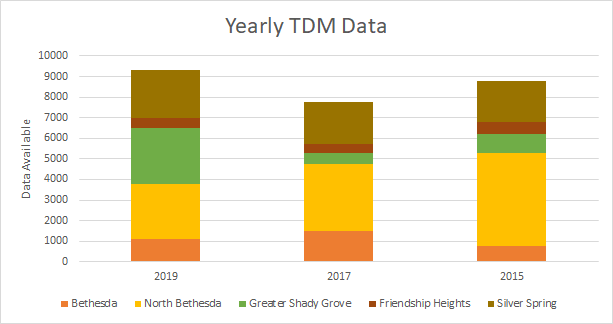 Yearly TDM Data
10000
9000
8000
7000
6000
5000
4000
3000
2000
1000
0
Data Available
2019 2017 2015
Bethesda North Bethesda Greater Shady Grove Friendship Heights Silver Spring